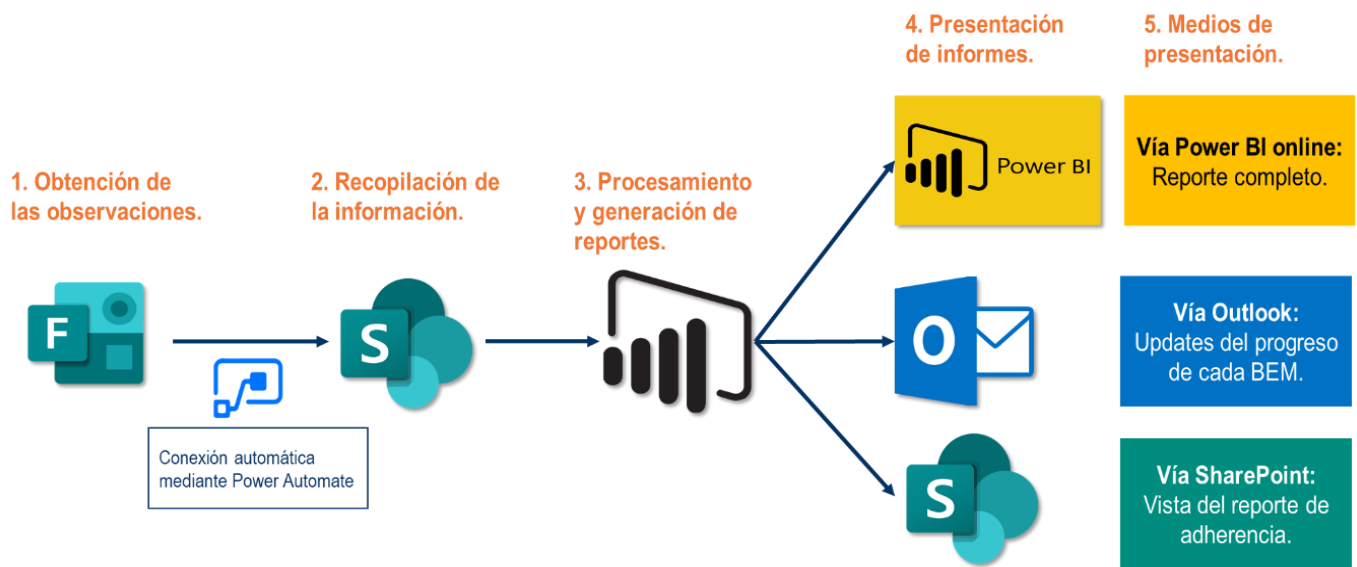 1. Obtención de
las observaciones.
2. Recopilación de
la información.
3. Procesamiento
y generación de
reportes.
4. Presentación
de informes.
5. Medios de
presentación.
F
S
Conexión automática
mediante Power Automate
Power BI
Vía Power BI online:
Reporte completo.
O
Vía Outlook:
Updates del progreso
de cada BEM.
S
Vía SharePoint:
Vista del reporte de
adherencia.